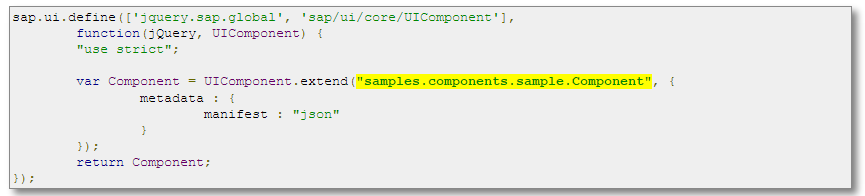 sap.ui.define(['jquery.sap.global', 'sap/ui/core/UIComponent'],
        function(jQuery, UIComponent) {
        "use strict";

        var Component = UIComponent.extend("samples.components.sample.Component", {
                metadata : {
                        manifest : "json"
                }
        });
        return Component;
});